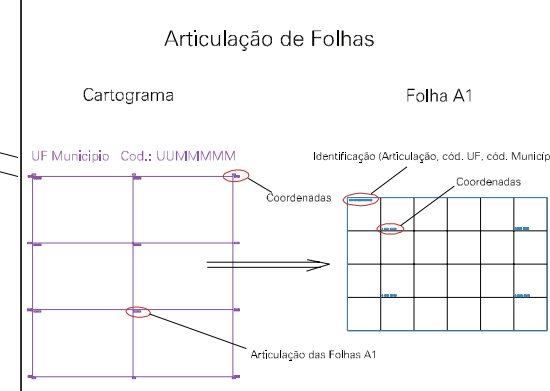 Articulação de Folhas
Cartograma
Folha A1
UF Municipio Cod.: UUMMMMM
Identificação (Articulação, cód. UF, cód. Municíp
Coordenadas
Coordenadas
Articulação das Folhas A1